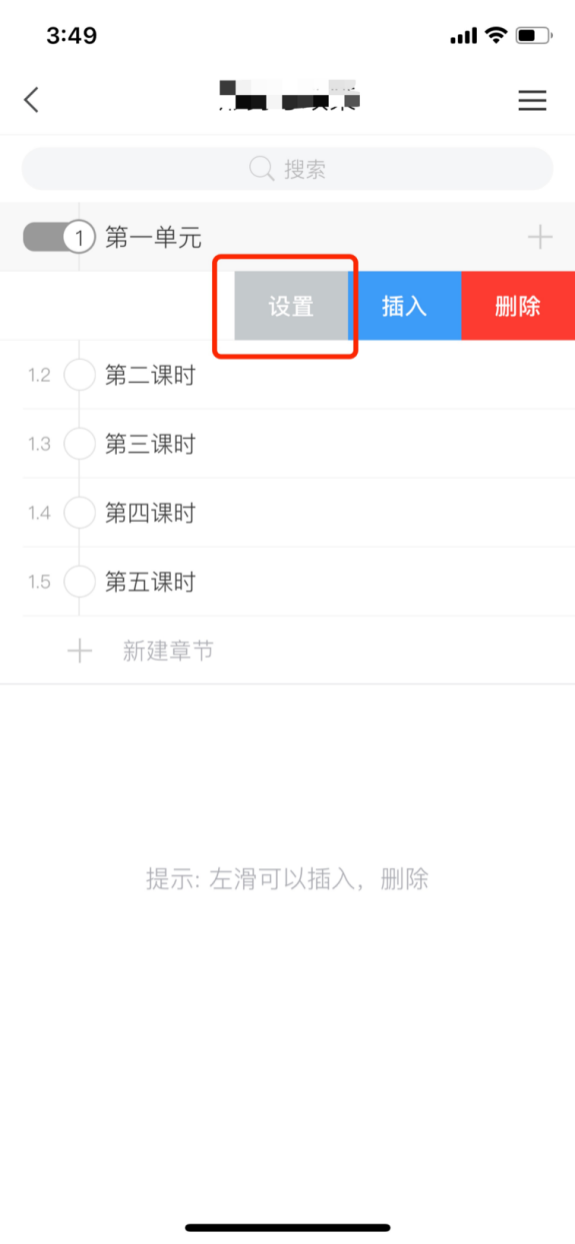 3:49
搜索
1 第一单元
设置 插入 删除
1.2 第二课时
1.3 第三课时
1.4 第四课时
1.5 第五课时
新建章节
提示: 左滑可以插入，删除